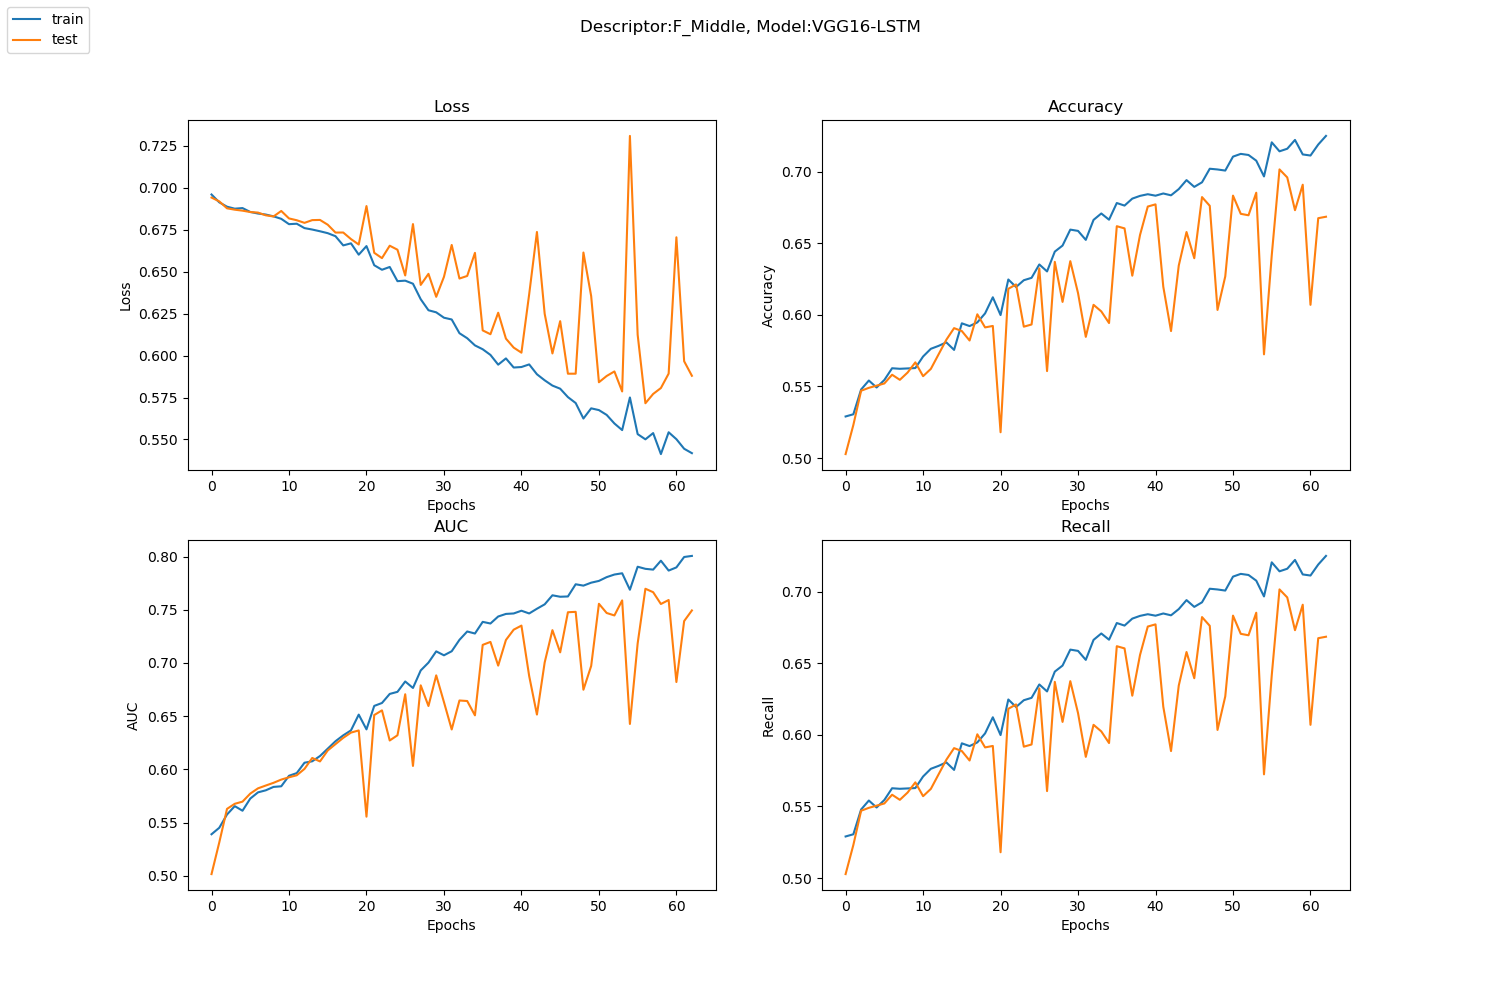 train
test
Descriptor:F_Middle, Model:VGG16-LSTM
Loss
0.725
0.700
0.675
0.650
0.625
0.600
0.575
0.550
Loss
0 10 20 30 40 50 60
Epochs
Accuracy
0.70
0.65
0.60
0.55
0.50
Accuracy
0 10 20 30 40 50 60
Epochs
AUC
0.80
0.75
0.70
0.65
0.60
0.55
0.50
AUC
0 10 20 30 40 50 60
Epochs
Recall
0.70
0.65
0.60
0.55
0.50
Recall
0 10 20 30 40 50 60
Epochs